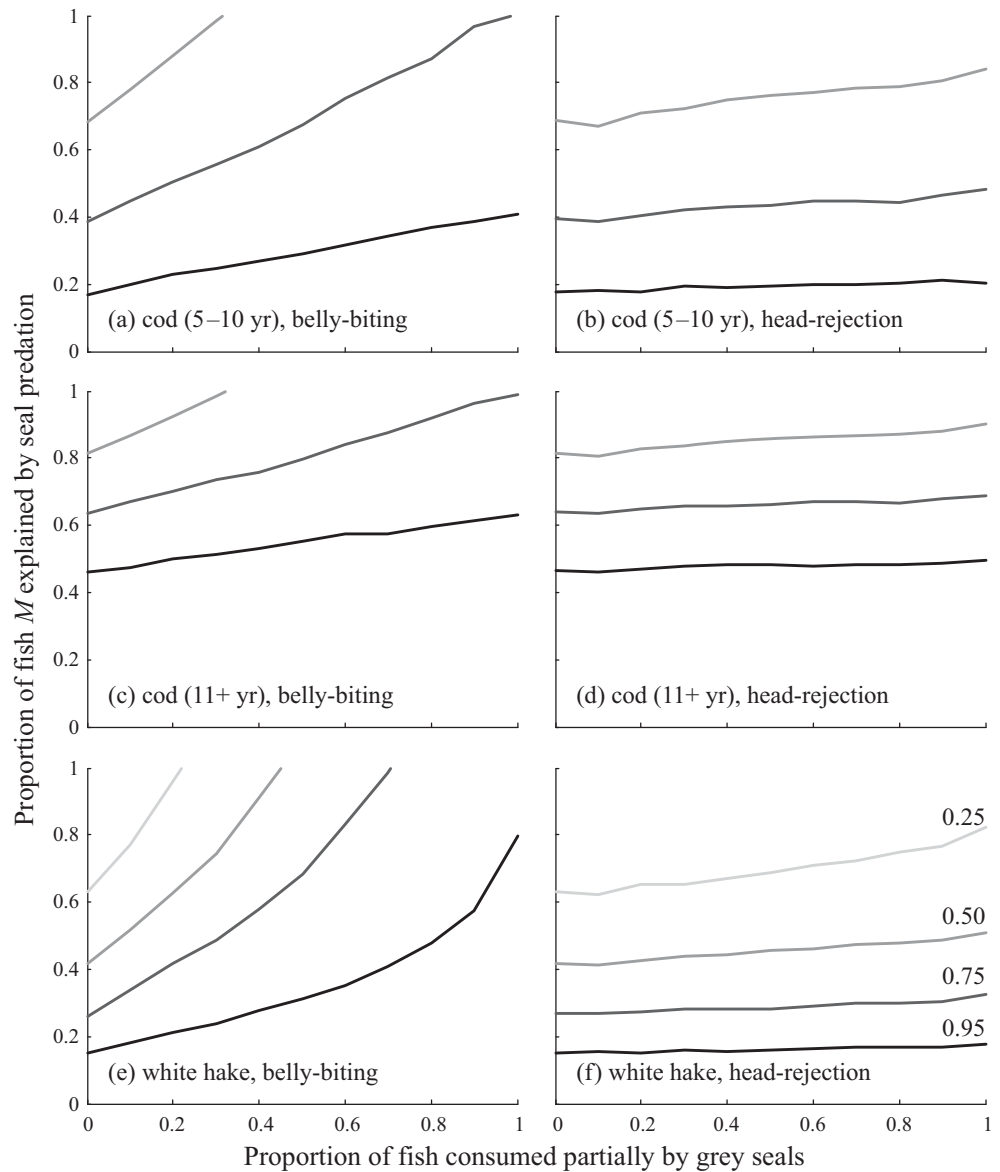 Proportion of fish M explained by seal predation
1
0.8
0.6
0.4
0.2
0
(a) cod (5–10 yr), belly-biting
(b) cod (5–10 yr), head-rejection
1
0.8
0.6
0.4
0.2
0
(c) cod (11+ yr), belly-biting
(d) cod (11+ yr), head-rejection
1
0.8
0.6
0.4
0.2
0
0.25
0.50
0.75
0.95
(e) white hake, belly-biting
(f) white hake, head-rejection
0 0.2 0.4 0.6 0.8 1
0 0.2 0.4 0.6 0.8 1
Proportion of fish consumed partially by grey seals